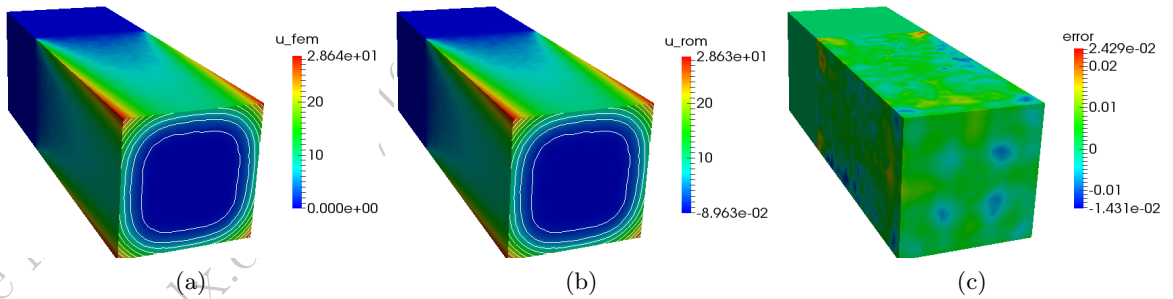 u_fem
2.864e+01
20
10
0.000e+00
(a)
u_rom
2.863e+01
20
10
-8.963e-02
(b)
error
2.429e-02
0.02
0.01
0
-0.01
-1.431e-02
(c)